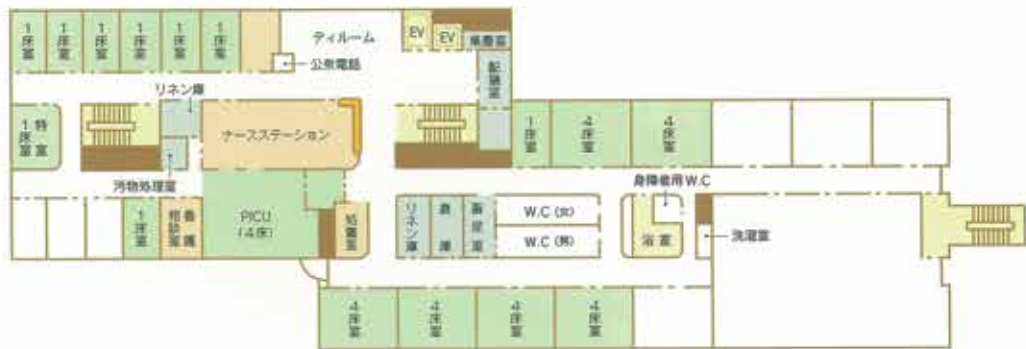 1床室
1床室
1床室
1床室
1床室
1床室
ディルーム
EV
EV
配膳室
公衆電話
リネン庫
特室
1床室
ナースステーション
1床室
4床室
4床室
汚物処理室
身障者用W.C
1床室
看護
相談室
PICU
(4床)
処置室
リネン庫
倉庫
W.C(女)
W.C(男)
浴室
洗濯室
4床室
4床室
4床室
4床室